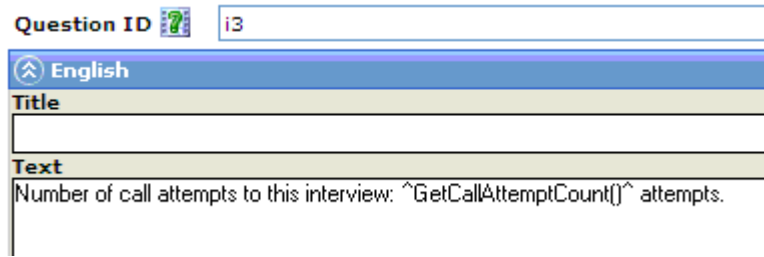 Question ID i3
English
Title
Text
Number of call attempts to this interview: ^GetCallAttemptCount()^ attempts.